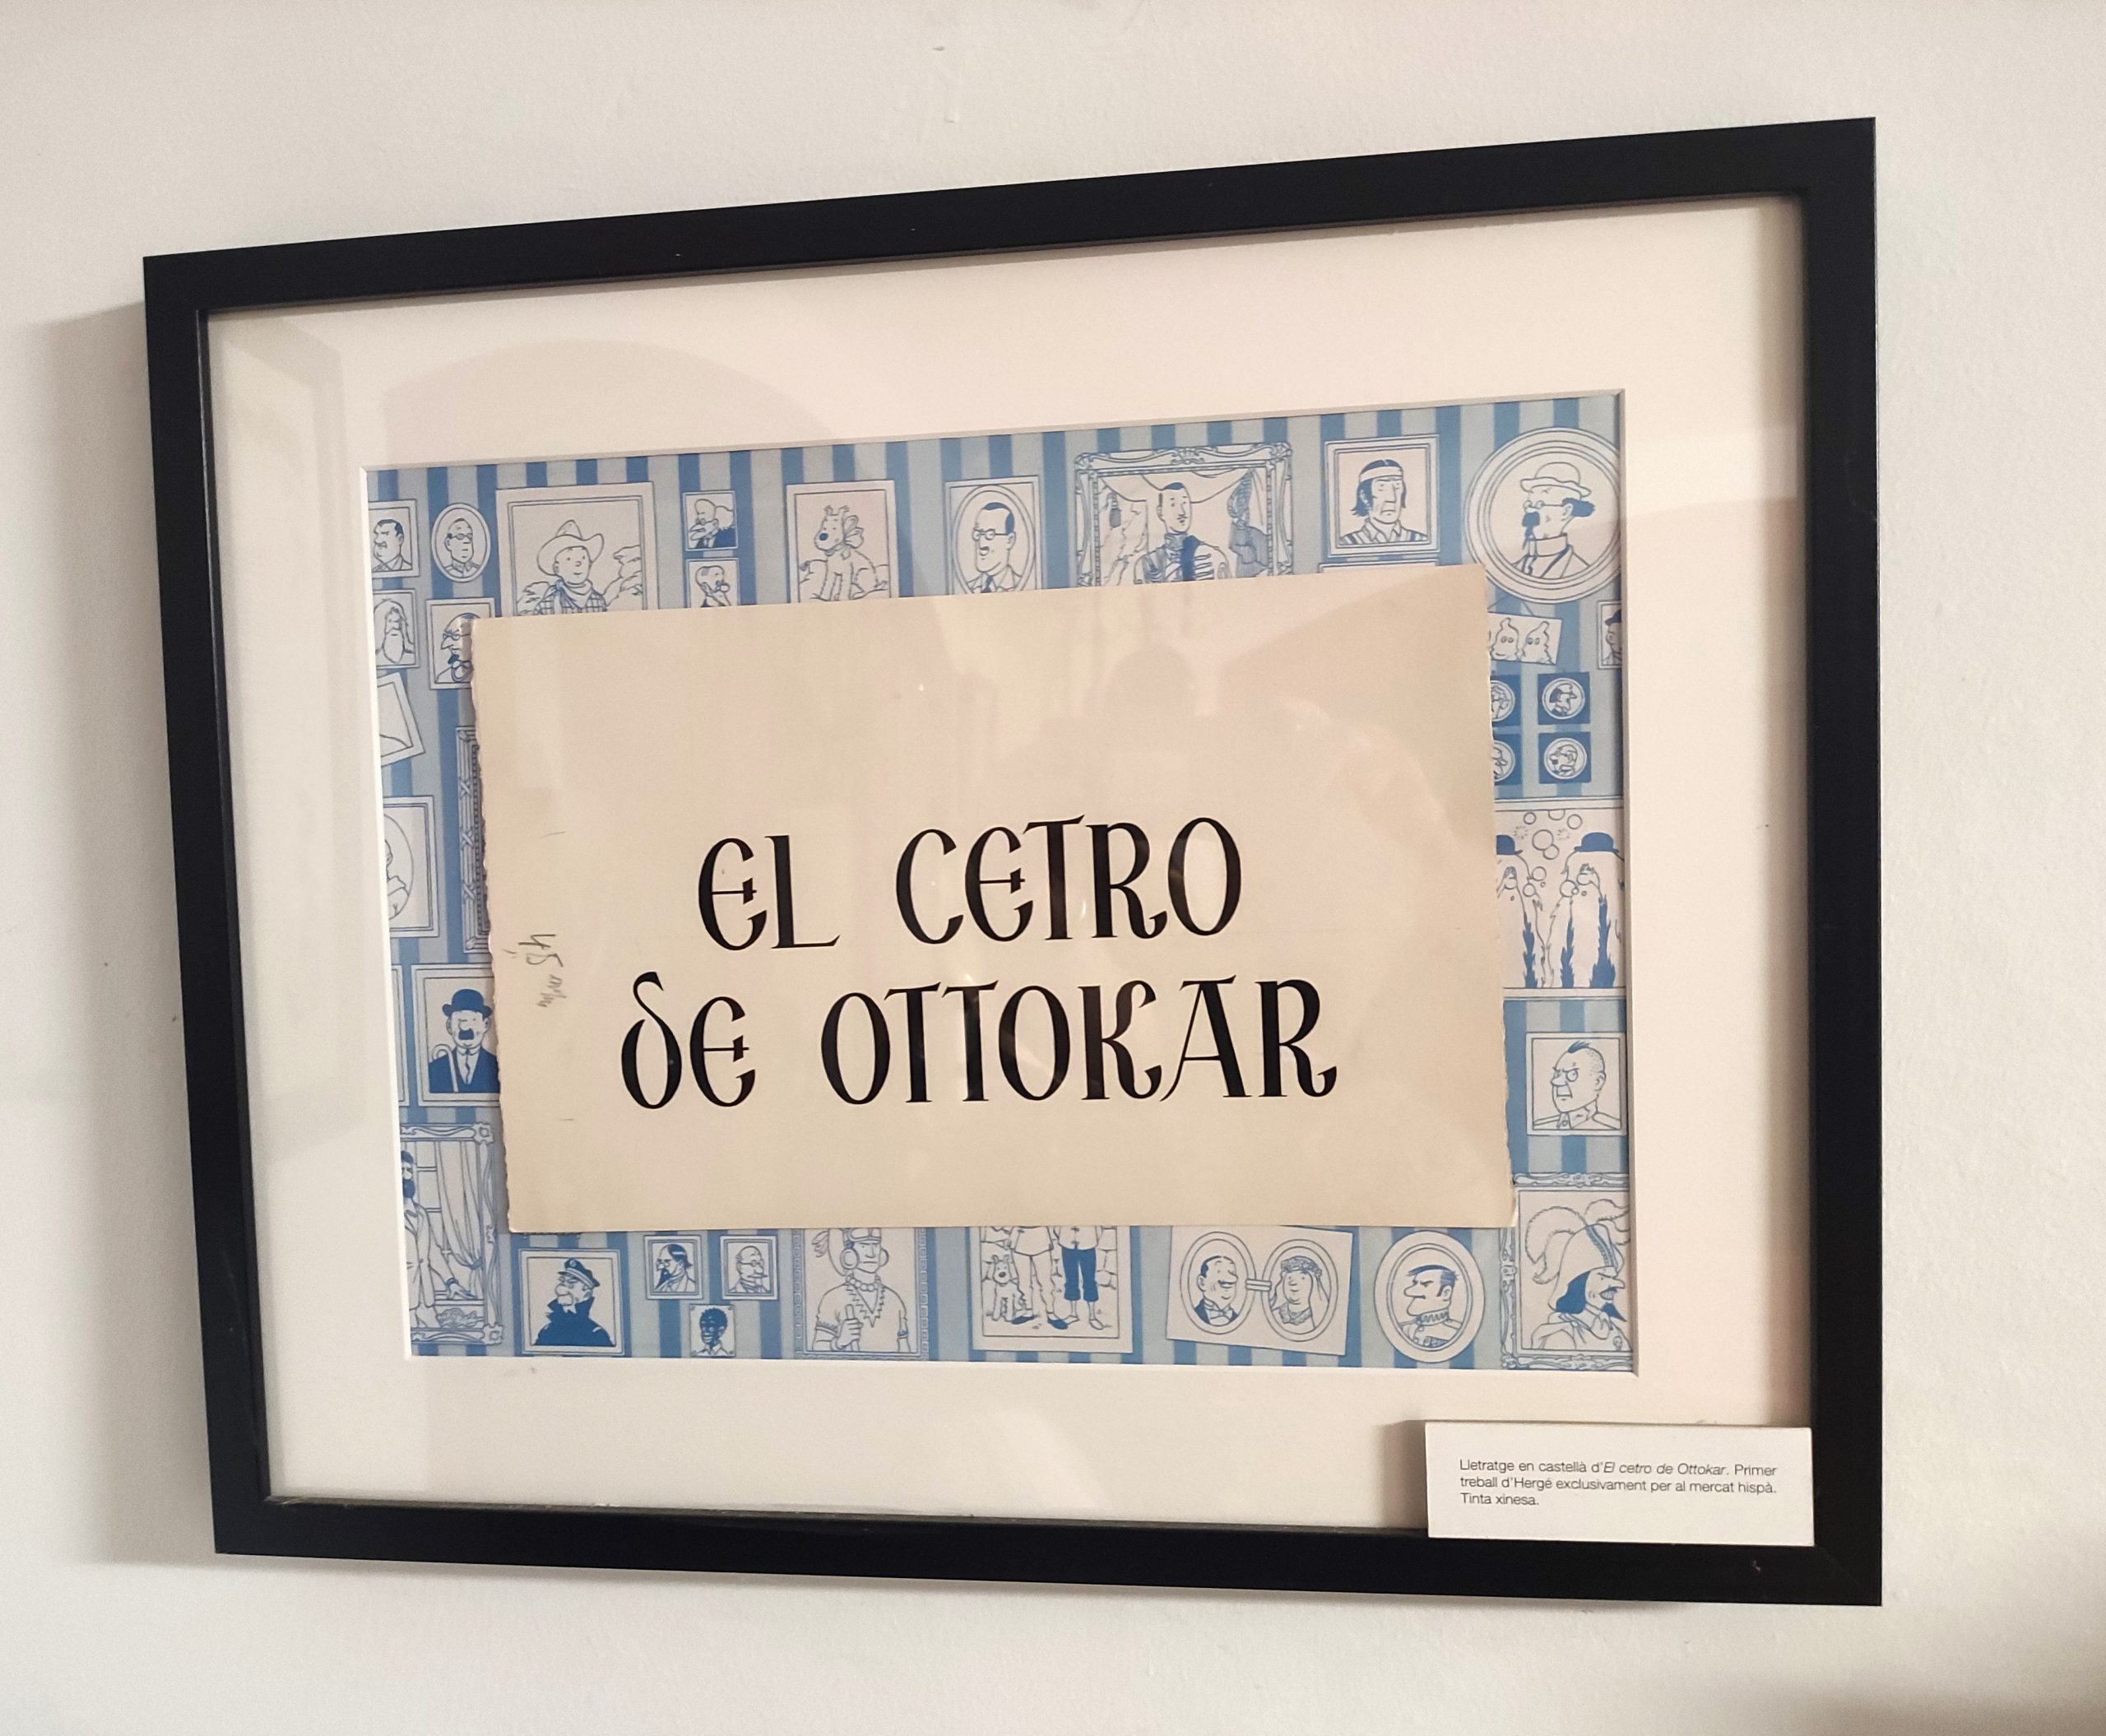 EL CETRO
DE OTTOKAR
Lletratge en castellà d'El cetro de Ottokar. Primer
treball d'Hergé exclusivament per al mercat hispà.
Tinta xinesa.